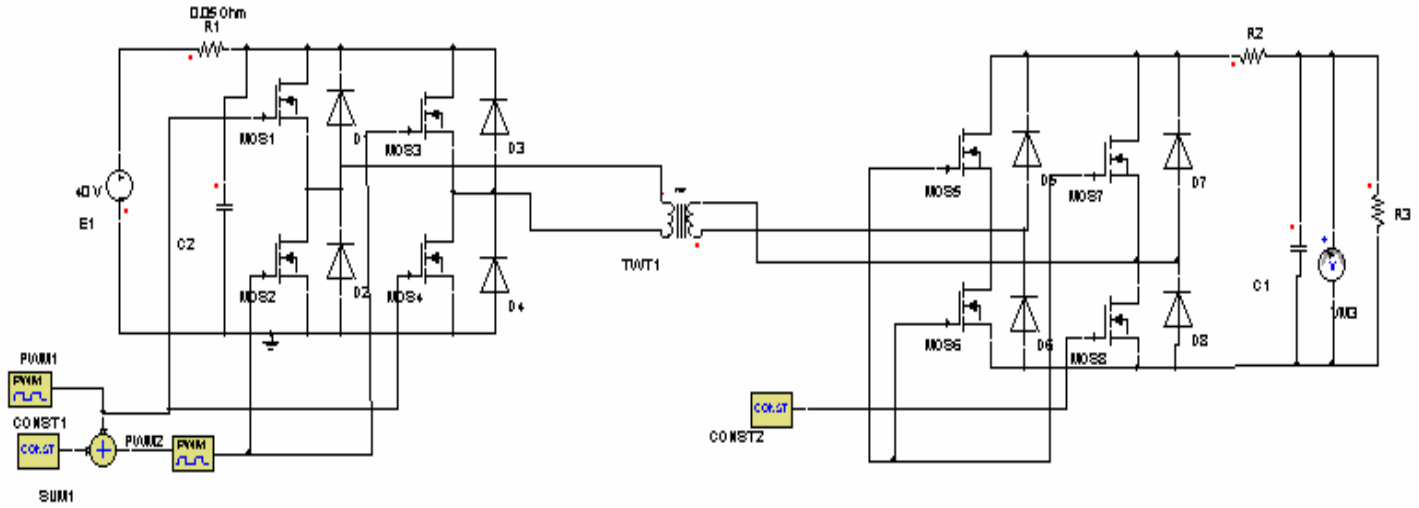 0.05 Ohm
R1
R2
MOS1
D1
MOS3
D3
MOS5
D5
MOS7
D7
R3
40 V
E1
C2
TWT1
MOS2
D2
MOS4
D4
C1
V
VM3
MOS6
D6
MOS8
D8
PWM1
PWM
CONST1
CONST
PWM2
PWM
SUM1
CONST
CONST2